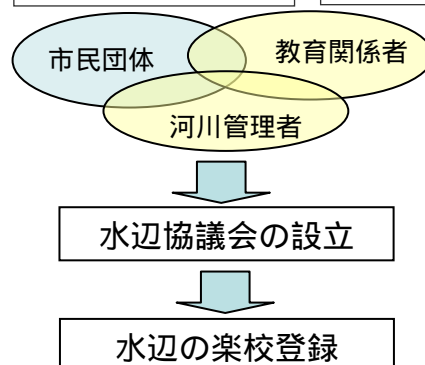 市民団体
教育関係者
河川管理者
水辺協議会の設立
水辺の楽校登録